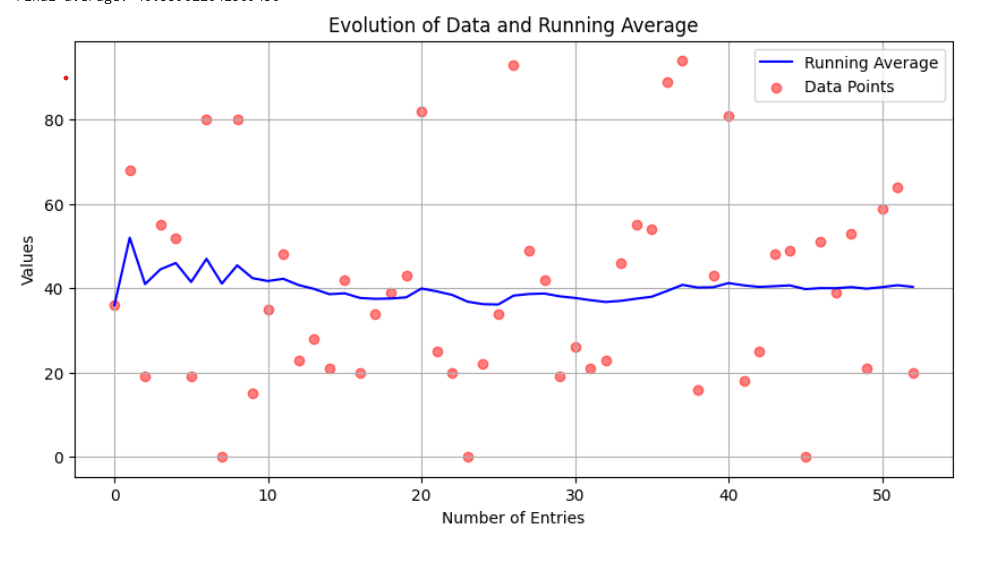 Evolution of Data and Running Average
Running Average
Data Points
80
60
40
20
0
Values
0 10 20 30 40 50
Number of Entries